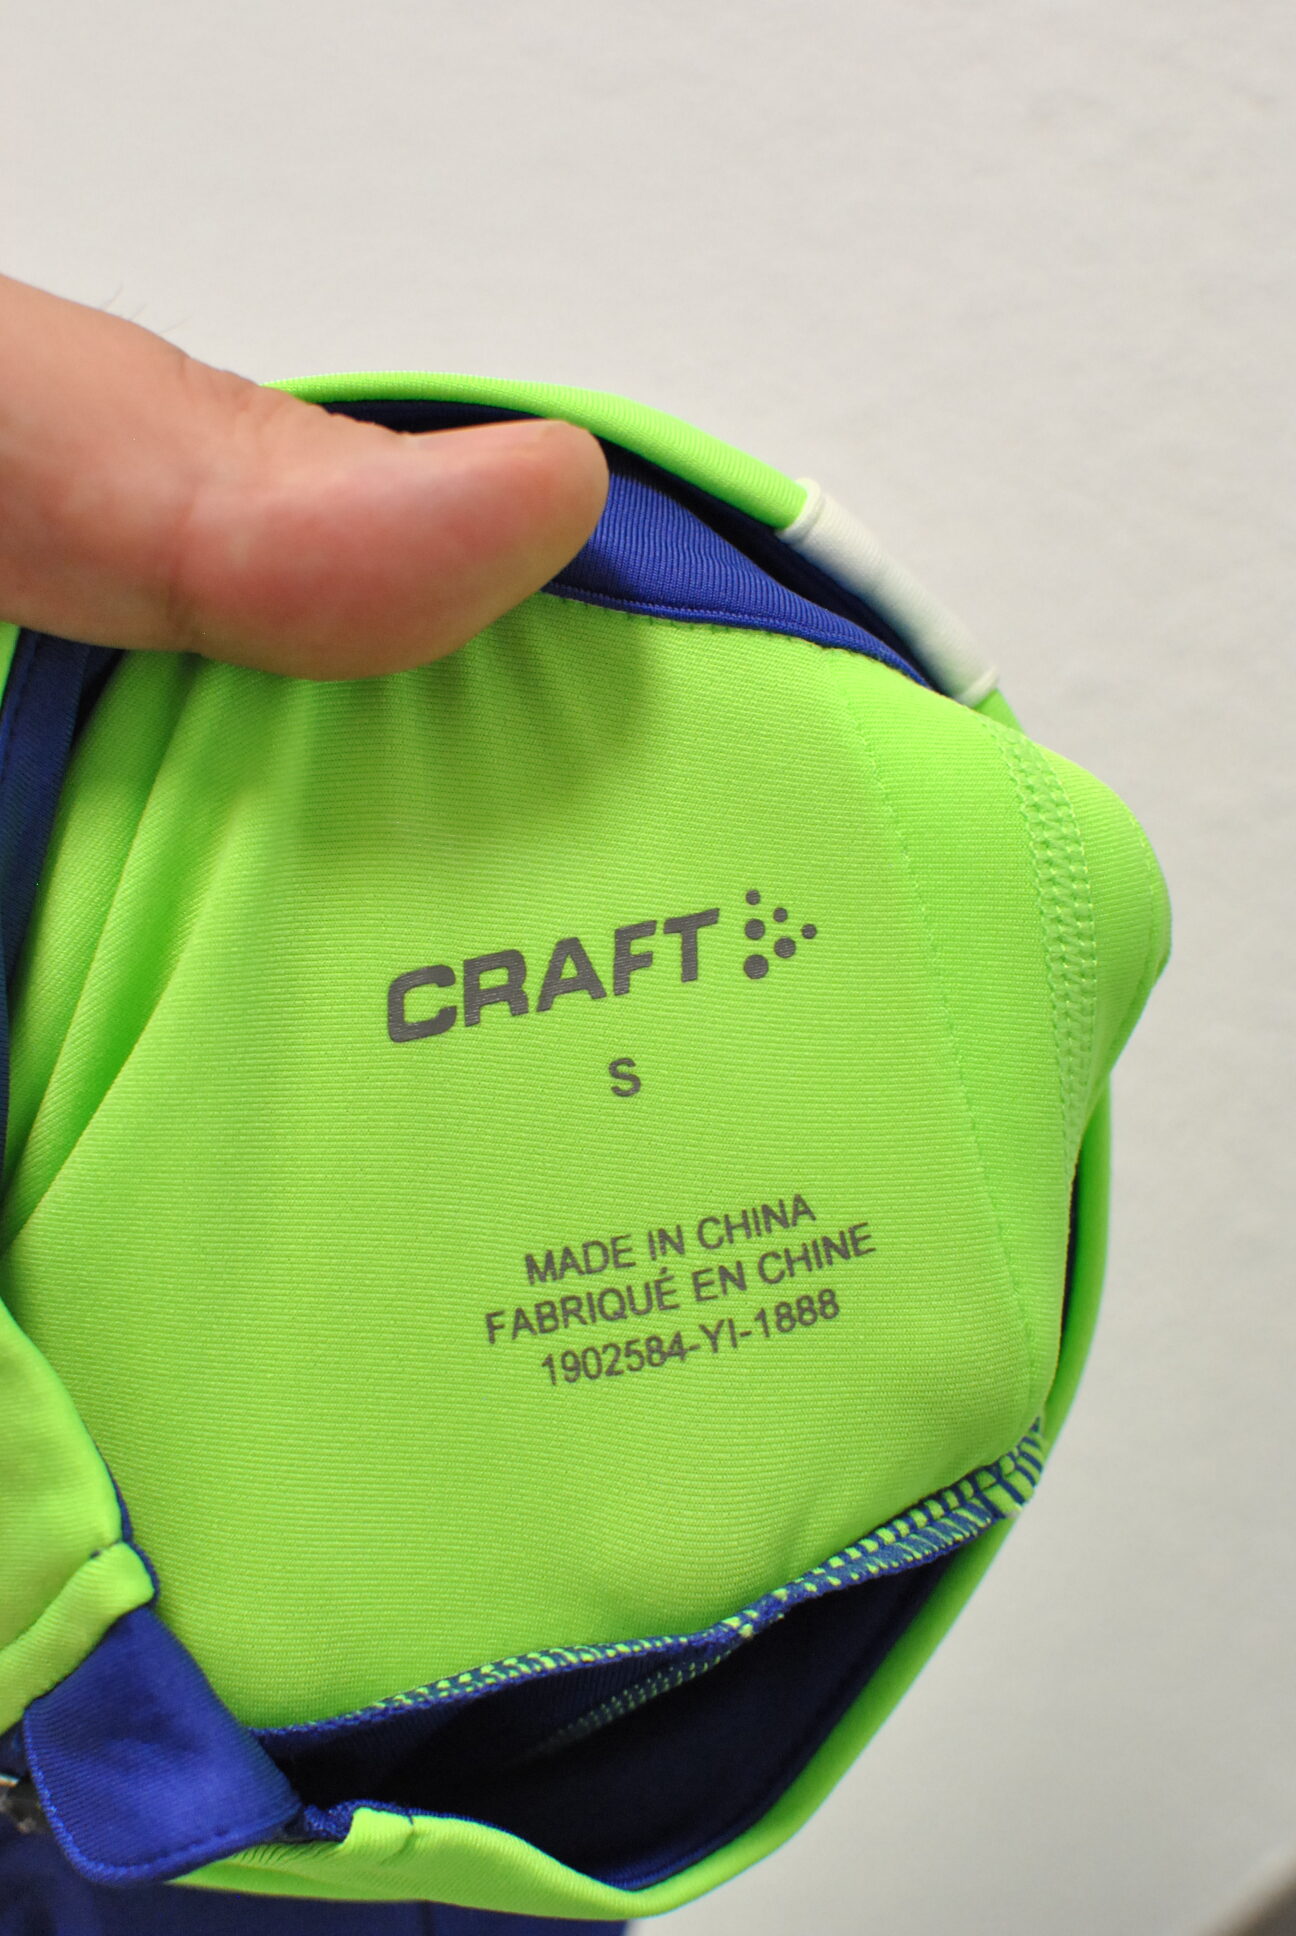 CRAFT
S
MADE IN CHINA
FABRIQUÉ EN CHINE
1902584-YI-1888